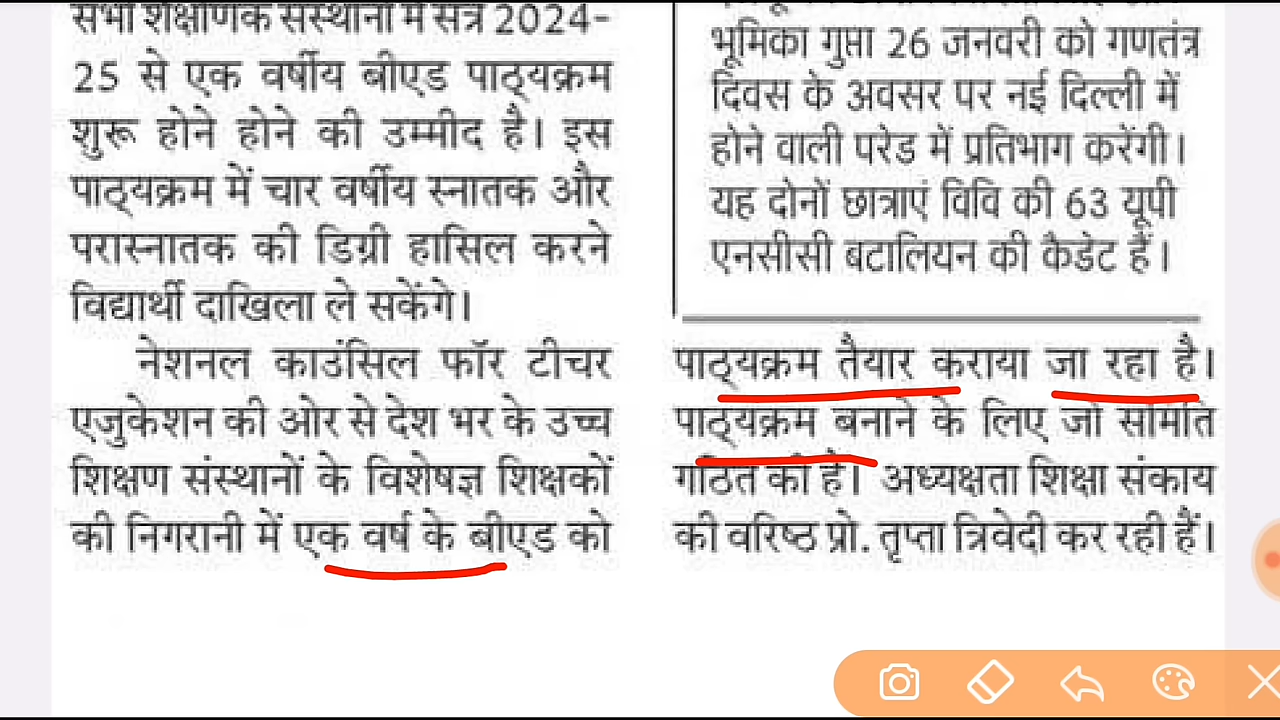 सभी शैक्षणिक संस्थानों में सत्र 2024-
25 से एक वर्षीय बीएड पाठ्यक्रम
शुरू होने होने की उम्मीद है। इस
पाठ्यक्रम में चार वर्षीय स्नातक और
परास्नातक की डिग्री हासिल करने
विद्यार्थी दाखिला ले सकेंगे।
नेशनल काउंसिल फॉर टीचर
एजुकेशन की ओर से देश भर के उच्च
शिक्षण संस्थानों के विशेषज्ञ शिक्षकों
की निगरानी में एक वर्ष के बीएड को
भूमिका गुप्ता 26 जनवरी को गणतंत्र
दिवस के अवसर पर नई दिल्ली में
होने वाली परेड में प्रतिभाग करेंगी।
यह दोनों छात्राएं विवि की 63 यूपी
एनसीसी बटालियन की कैडेट हैं।
पाठ्यक्रम तैयार कराया जा रहा है।
पाठ्यक्रम बनाने के लिए जो समिति
गठित की है। अध्यक्षता शिक्षा संकाय
की वरिष्ठ प्रो. तृप्ता त्रिवेदी कर रही हैं।